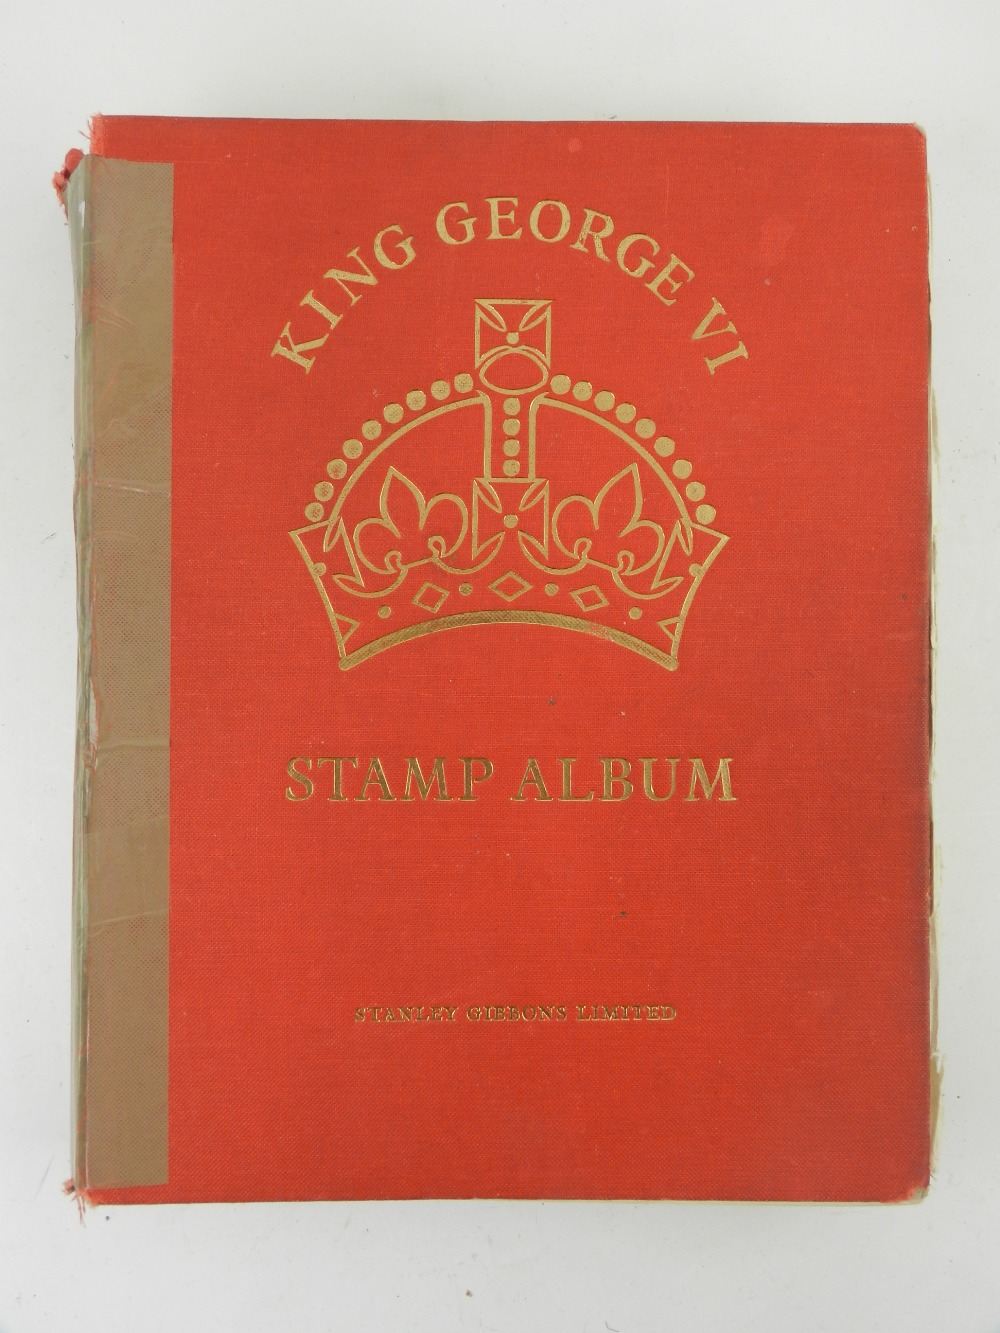 KING GEORGE VI
STAMP ALBUM
STANLEY GIBBONS LIMITED